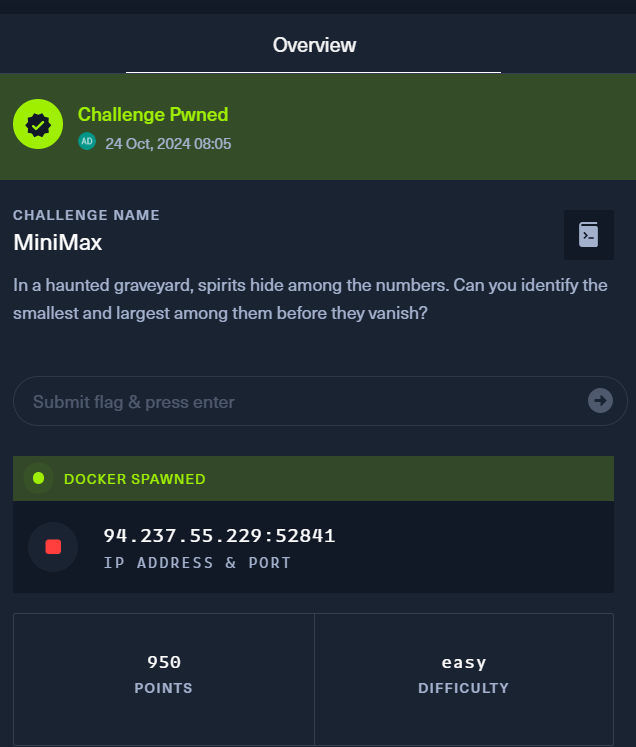 Overview
Challenge Pwned
AD 24 Oct, 2024 08:05
CHALLENGE NAME
MiniMax
In a haunted graveyard, spirits hide among the numbers. Can you identify the
smallest and largest among them before they vanish?
Submit flag & press enter
DOCKER SPAWNED
94.237.55.229:52841
IP ADDRESS & PORT
950
POINTS
easy
DIFFICULTY